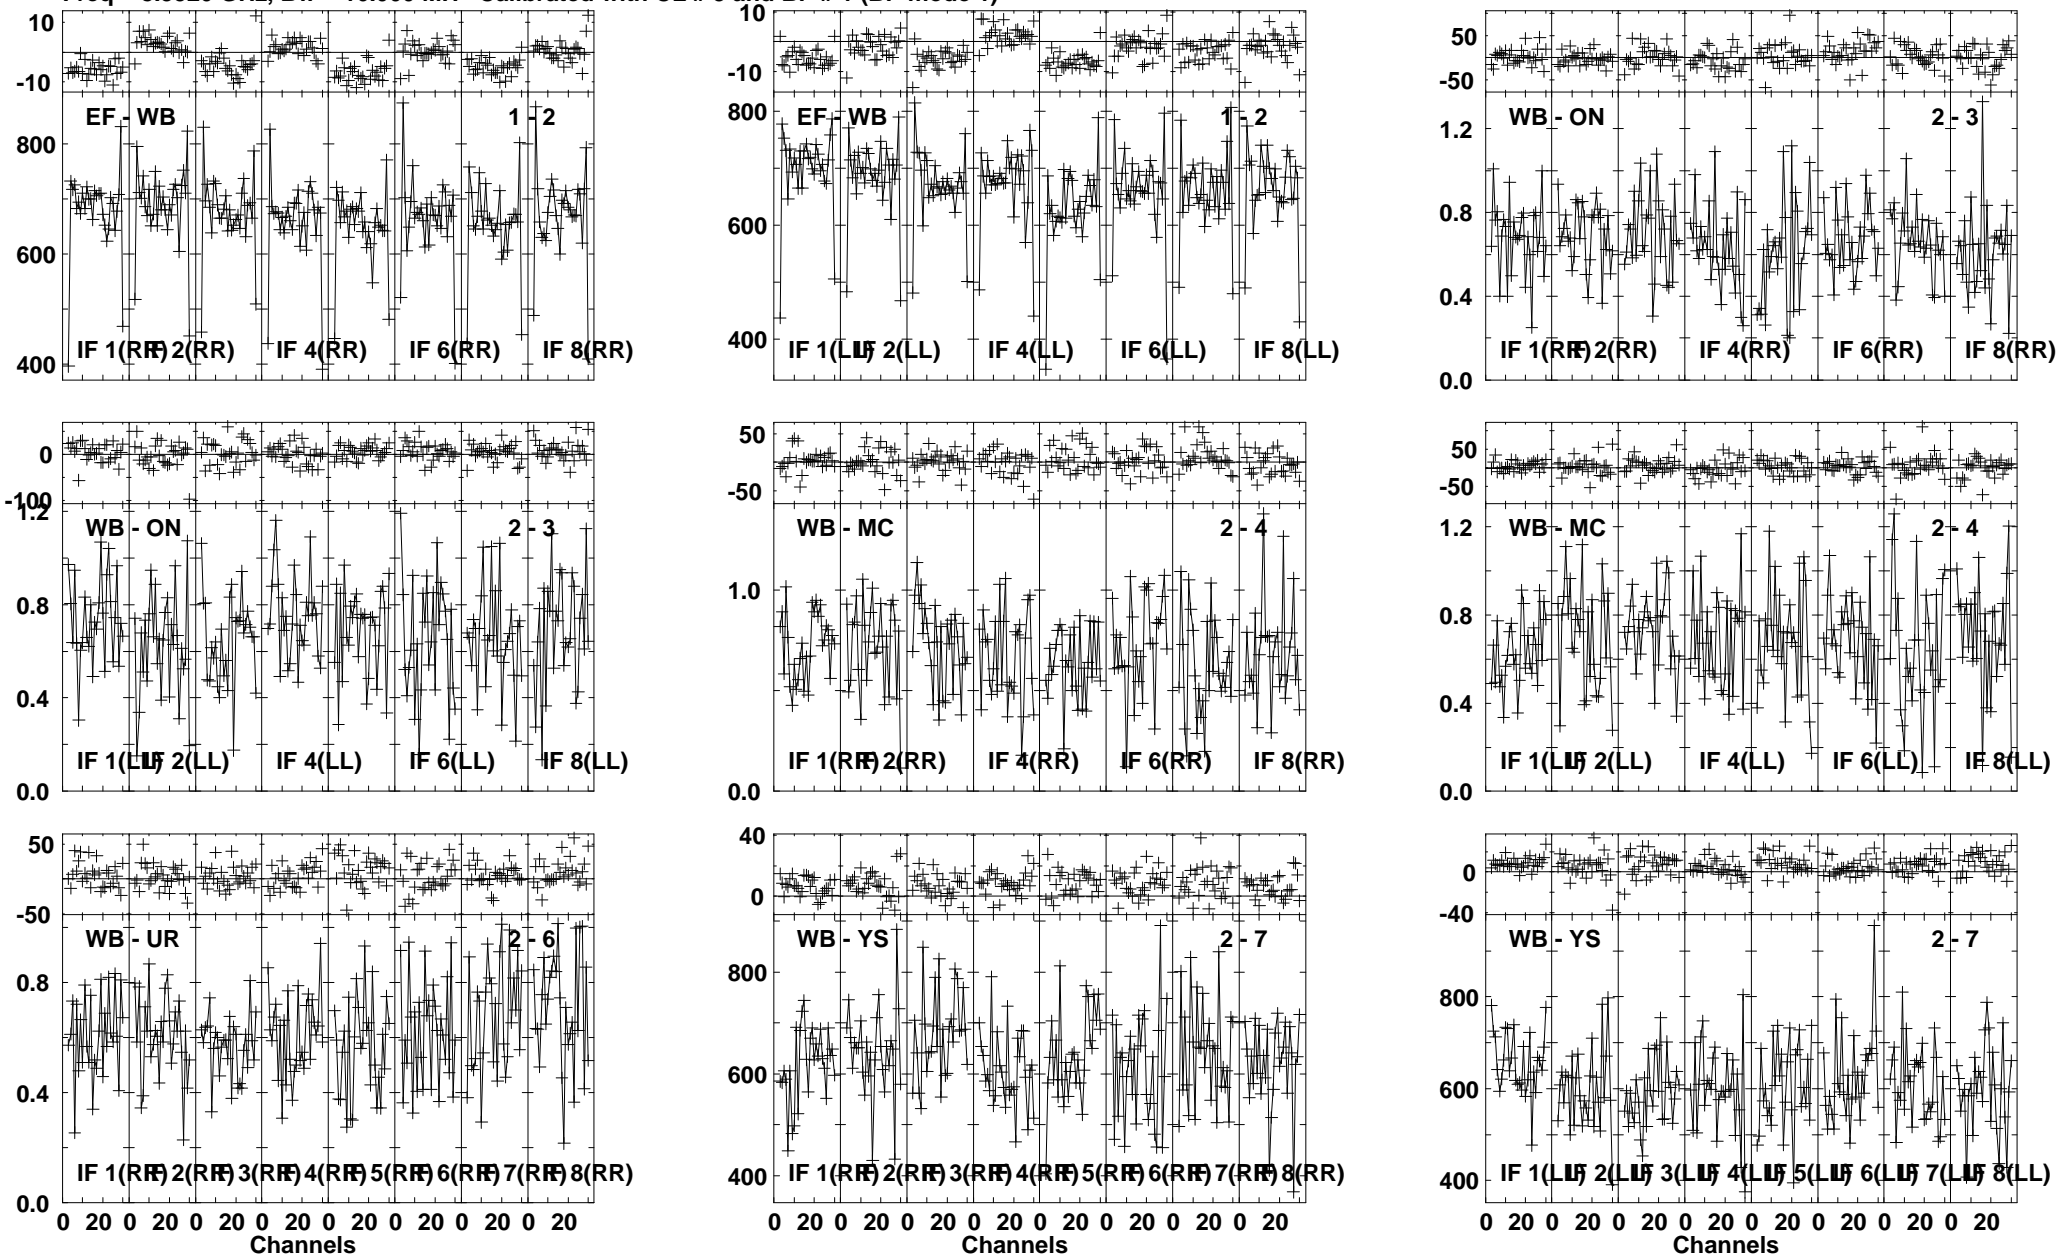 10
-10
EF - WB
1 - 2
800
600
400
IF 1(RR)
IF 2(RR)
IF 4(RR)
IF 6(RR)
IF 8(RR)
10
-10
EF - WB
1 - 2
800
600
400
IF 1(LL)
IF 2(LL)
IF 4(LL)
IF 6(LL)
IF 8(LL)
50
-50
WB - ON
2 - 3
1.2
0.8
0.4
0.0
IF 1(RR)
IF 2(RR)
IF 4(RR)
IF 6(RR)
IF 8(RR)
0
-100
WB - ON
2 - 3
1.2
0.8
0.4
0.0
IF 1(LL)
IF 2(LL)
IF 4(LL)
IF 6(LL)
IF 8(LL)
50
-50
WB - MC
2 - 4
1.0
0.0
IF 1(RR)
IF 2(RR)
IF 4(RR)
IF 6(RR)
IF 8(RR)
50
-50
WB - MC
2 - 4
1.2
0.8
0.4
0.0
IF 1(LL)
IF 2(LL)
IF 4(LL)
IF 6(LL)
IF 8(LL)
50
-50
WB - UR
2 - 6
0.8
0.4
0.0
IF 1(RR)
IF 2(RR)
IF 3(RR)
IF 4(RR)
IF 5(RR)
IF 6(RR)
IF 7(RR)
IF 8(RR)
0 20 0 20 0 20 0 20 0 20 0 20 0 20 0 20
Channels
40
0
WB - YS
2 - 7
800
600
400
IF 1(RR)
IF 2(RR)
IF 3(RR)
IF 4(RR)
IF 5(RR)
IF 6(RR)
IF 7(RR)
IF 8(RR)
0 20 0 20 0 20 0 20 0 20 0 20 0 20 0 20
Channels
0
-40
WB - YS
2 - 7
800
600
400
IF 1(LL)
IF 2(LL)
IF 3(LL)
IF 4(LL)
IF 5(LL)
IF 6(LL)
IF 7(LL)
IF 8(LL)
0 20 0 20 0 20 0 20 0 20 0 20 0 20 0 20
Channels